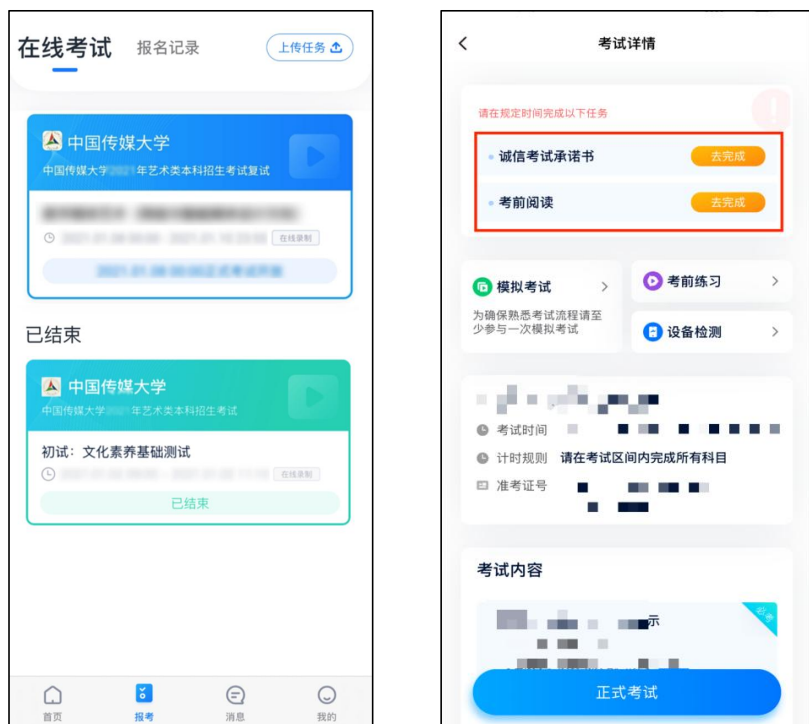 在线考试 报名记录 上传任务
中国传媒大学
中国传媒大学 年艺术类本科招生考试复试
在线录制
已结束
中国传媒大学
中国传媒大学 年艺术类本科招生考试
初试：文化素养基础测试
在线录制
已结束
首页 报考 消息 我的
考试详情
请在规定时间完成以下任务
诚信考试承诺书 去完成
考前阅读 去完成
模拟考试
为确保熟悉考试流程请至
少参与一次模拟考试
考前练习
设备检测
考试时间
计时规则 请在考试区间内完成所有科目
准考证号
考试内容
示
必考
正式考试